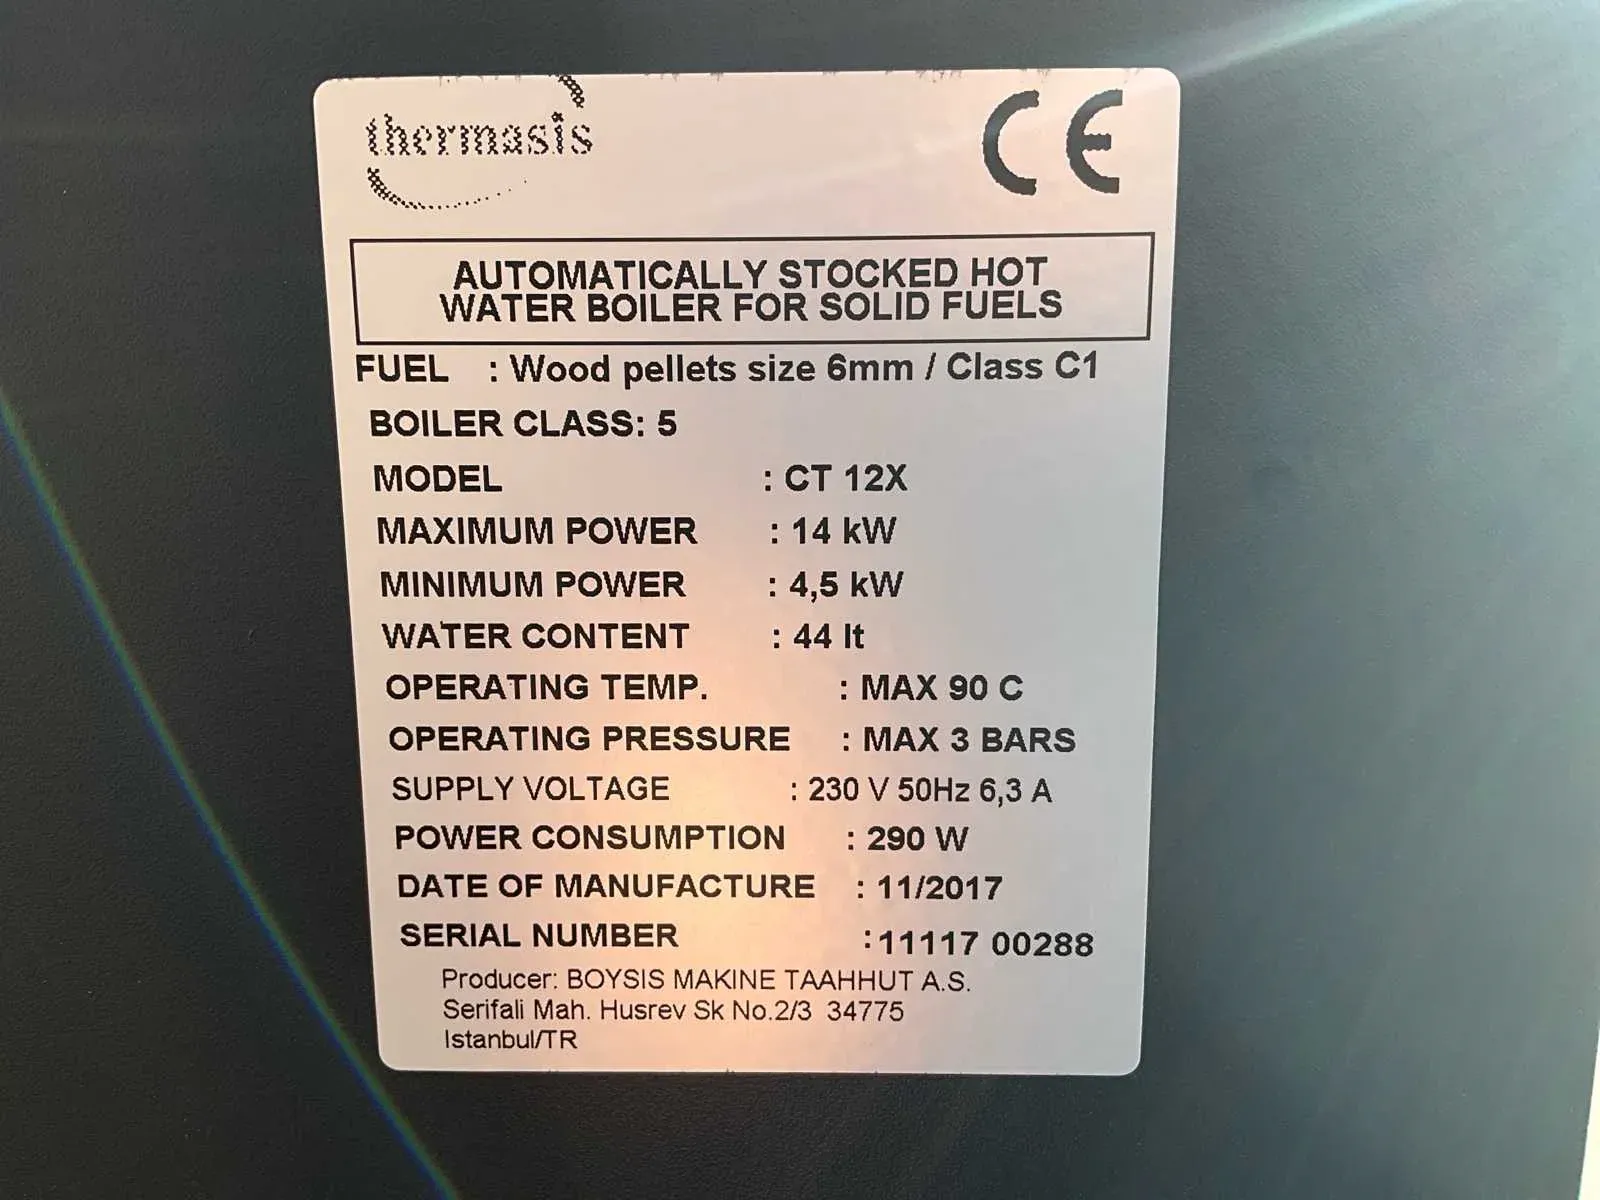 thermasis
CE
AUTOMATICALLY STOCKED HOT
WATER BOILER FOR SOLID FUELS
FUEL : Wood pellets size 6mm / Class C1
BOILER CLASS: 5
MODEL : CT 12X
MAXIMUM POWER : 14 kW
MINIMUM POWER : 4,5 kW
WATER CONTENT : 44 lt
OPERATING TEMP. : MAX 90 C
OPERATING PRESSURE : MAX 3 BARS
SUPPLY VOLTAGE : 230 V 50Hz 6,3 A
POWER CONSUMPTION : 290 W
DATE OF MANUFACTURE : 11/2017
SERIAL NUMBER :11117 00288
Producer: BOYSIS MAKINE TAAHHUT A.S.
Serifali Mah. Husrev Sk No.2/3 34775
Istanbul/TR